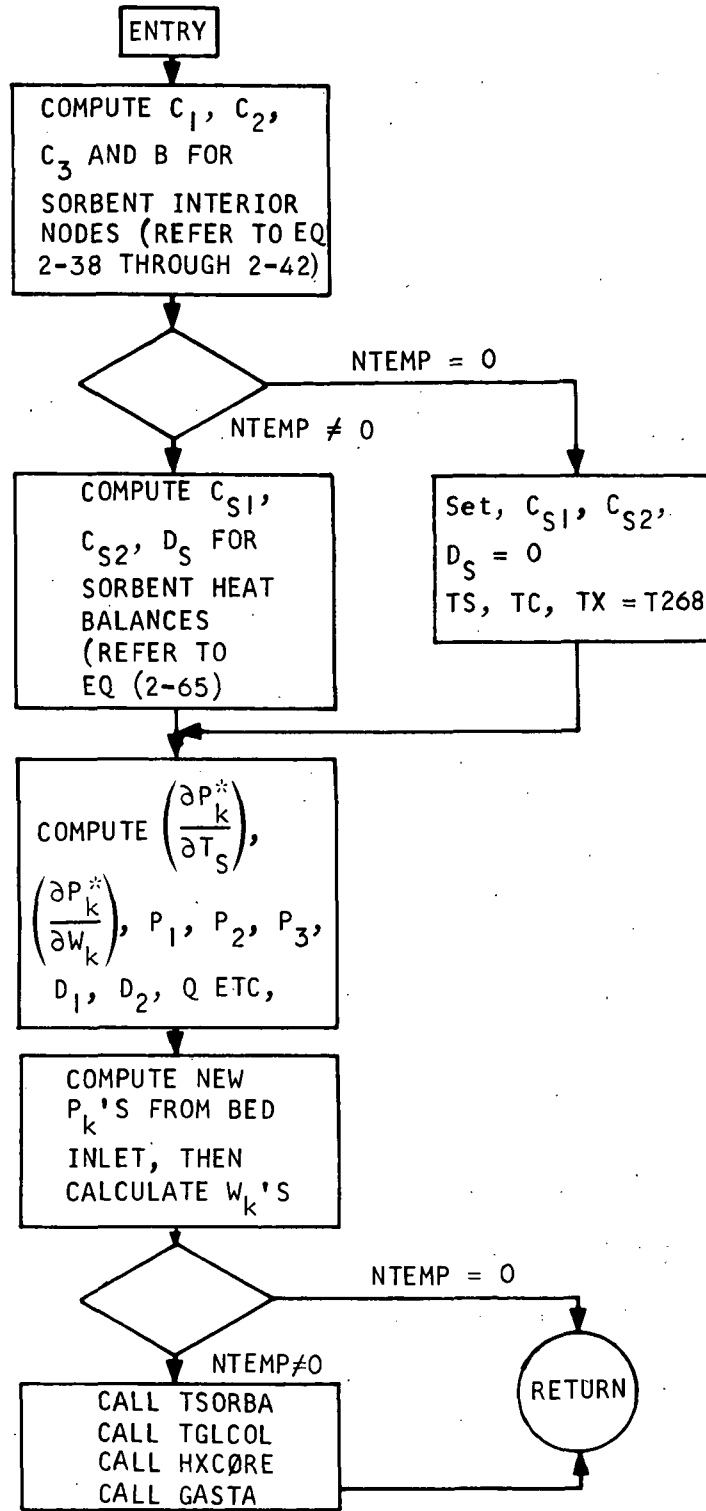 ENTRY
COMPUTE C1, C2,
C3 AND B FOR
SORBENT INTERIOR
NODES (REFER TO EQ
2-38 THROUGH 2-42)
NTEMP = 0
NTEMP ≠ 0
COMPUTE CS1,
CS2, DS FOR
SORBENT HEAT
BALANCES
(REFER TO
EQ (2-65)
Set, CS1, CS2,
DS = 0
TS, TC, TX = T268
COMPUTE (∂P*k/∂TS),
(∂P*k/∂Wk), P1, P2, P3,
D1, D2, Q ETC,
COMPUTE NEW
Pk'S FROM BED
INLET, THEN
CALCULATE Wk'S
NTEMP = 0
NTEMP≠0
RETURN
CALL TSORBA
CALL TGLCOL
CALL HXCØRE
CALL GASTA